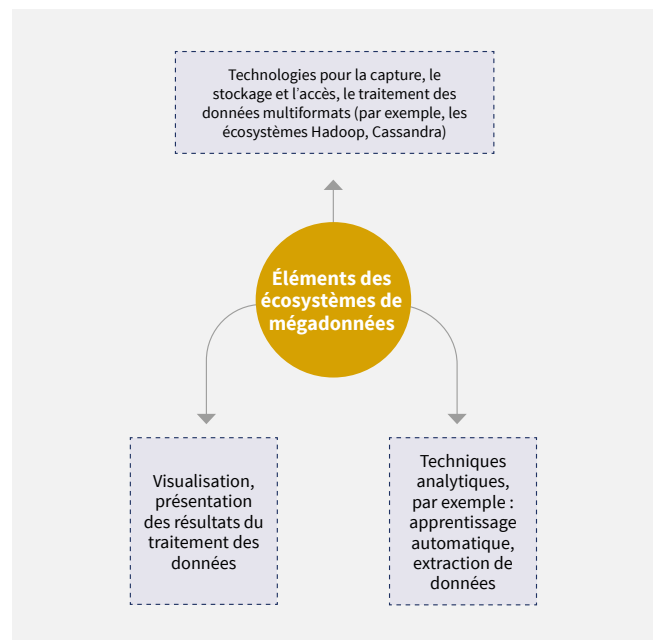 Technologies pour la capture, le
stockage et l'accès, le traitement des
données multiformats (par exemple, les
écosystèmes Hadoop, Cassandra)
Éléments des
écosystèmes de
mégadonnées
Visualisation,
présentation
des résultats du
traitement des
données
Techniques
analytiques,
par exemple :
apprentissage
automatique,
extraction de
données